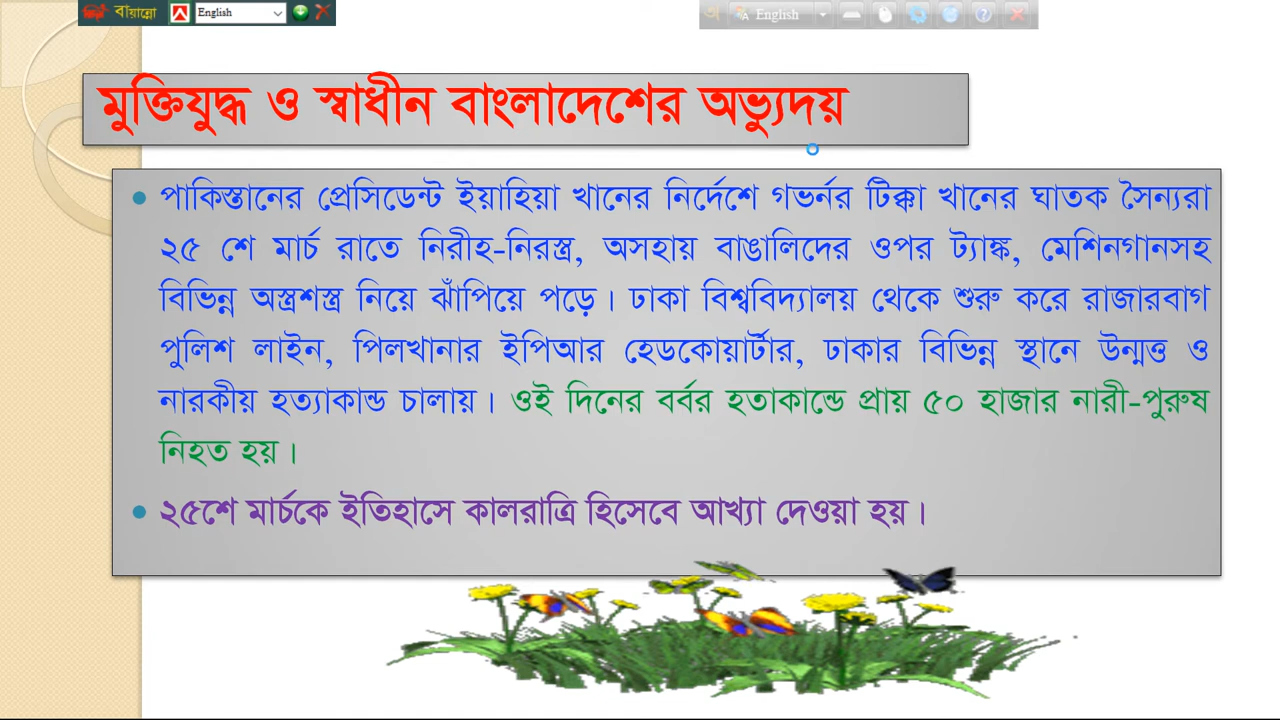 বায়ান্নো English
English
মুক্তিযুদ্ধ ও স্বাধীন বাংলাদেশের অভ্যুদয়
পাকিস্তানের প্রেসিডেন্ট ইয়াহিয়া খানের নির্দেশে গভর্নর টিক্কা খানের ঘাতক সৈন্যরা
২৫ শে মার্চ রাতে নিরীহ-নিরস্ত্র, অসহায় বাঙালিদের ওপর ট্যাঙ্ক, মেশিনগানসহ
বিভিন্ন অস্ত্রশস্ত্র নিয়ে ঝাঁপিয়ে পড়ে। ঢাকা বিশ্ববিদ্যালয় থেকে শুরু করে রাজারবাগ
পুলিশ লাইন, পিলখানার ইপিআর হেডকোয়ার্টার, ঢাকার বিভিন্ন স্থানে উন্মত্ত ও
নারকীয় হত্যাকান্ড চালায়। ওই দিনের বর্বর হতাকান্ডে প্রায় ৫০ হাজার নারী-পুরুষ
নিহত হয়।
২৫শে মার্চকে ইতিহাসে কালরাত্রি হিসেবে আখ্যা দেওয়া হয়।